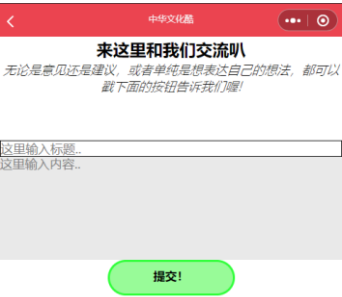 中华文化酷
来这里和我们交流叭
无论是意见还是建议，或者单纯是想表达自己的想法，都可以
戳下面的按钮告诉我们喔!
这里输入标题..
这里输入内容..
提交!